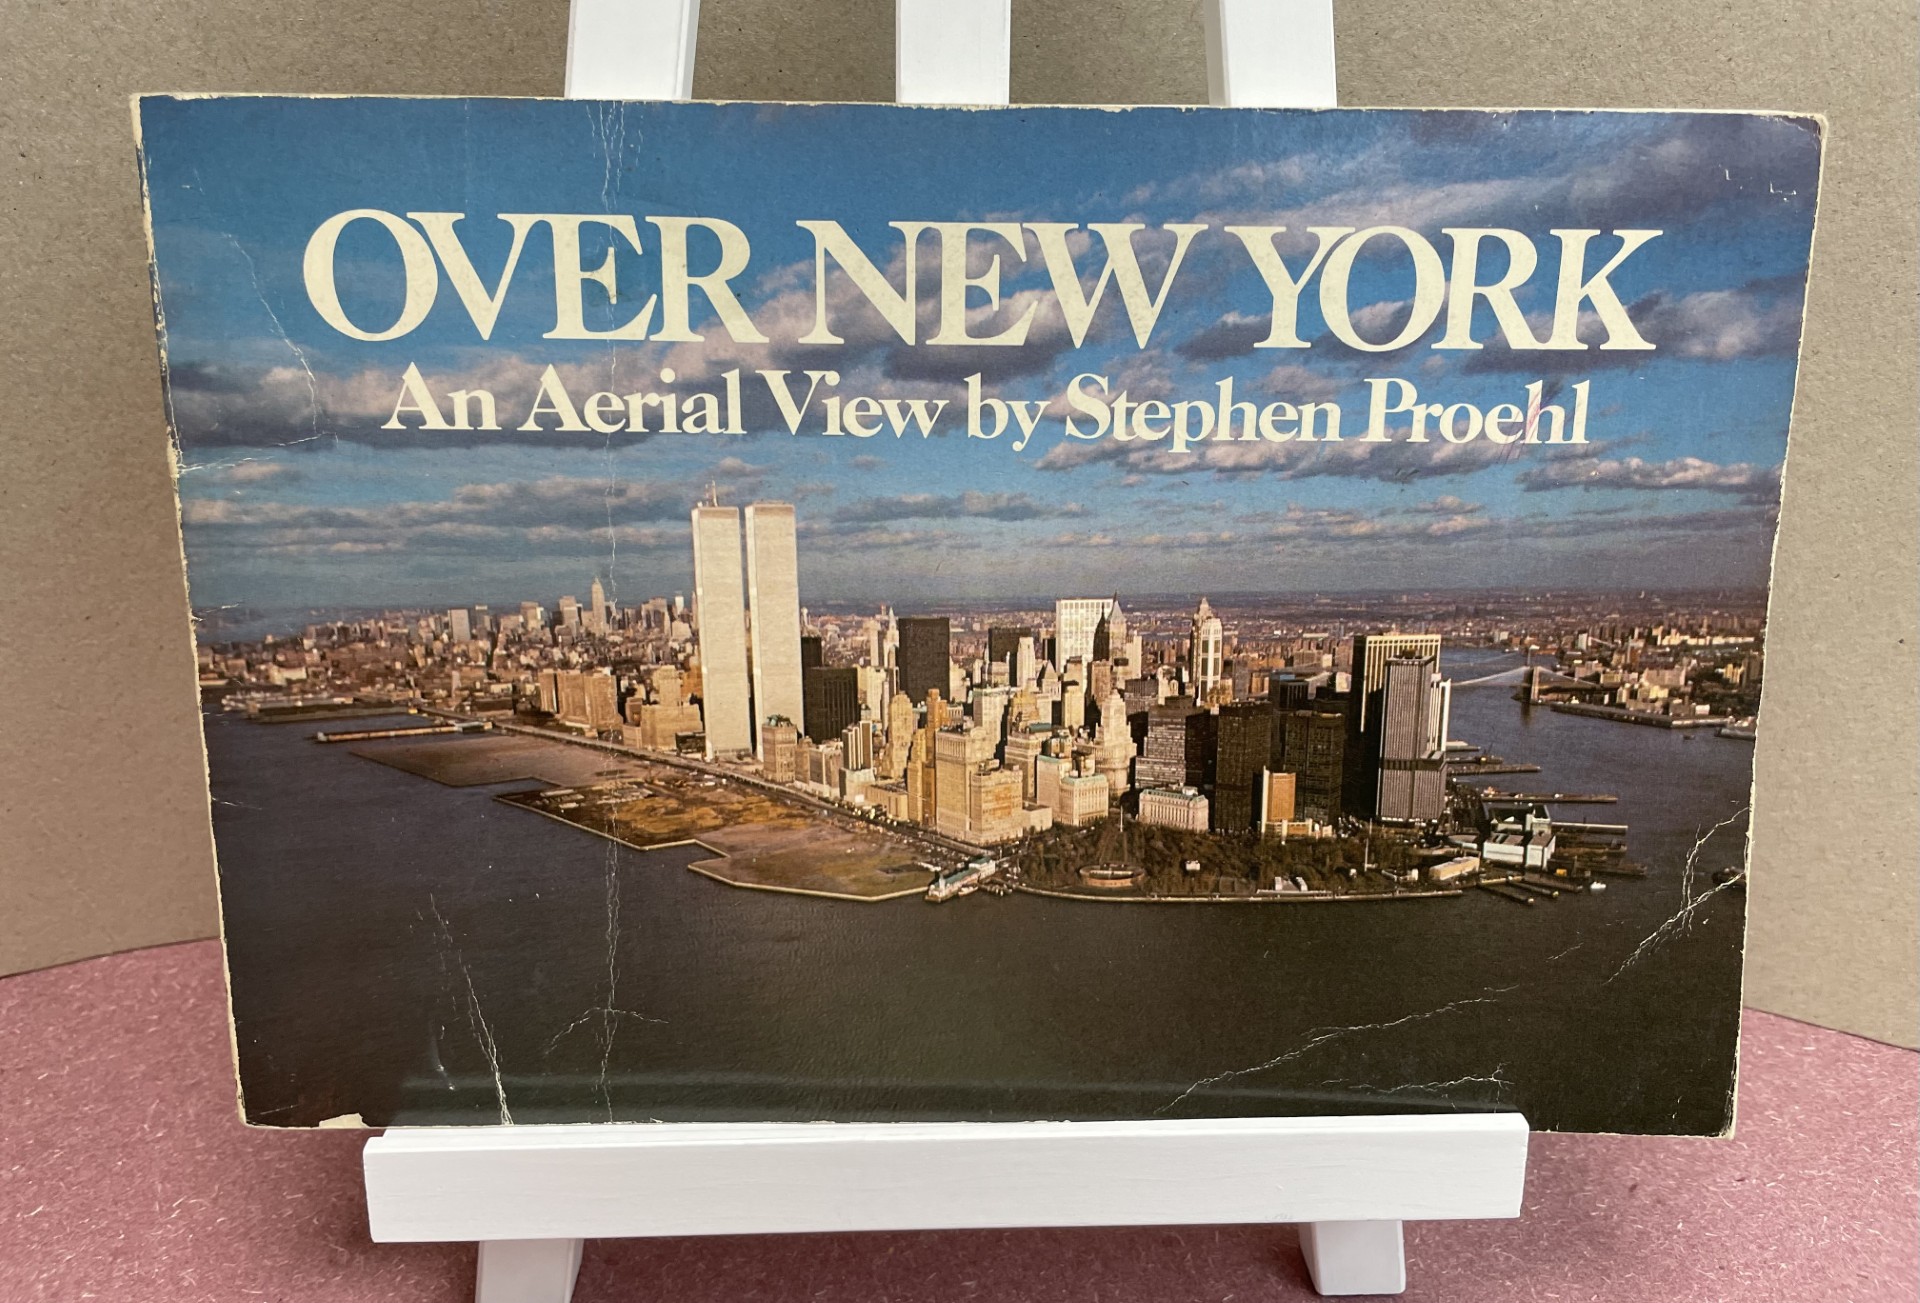 OVER NEW YORK
An Aerial View by Stephen Proehl